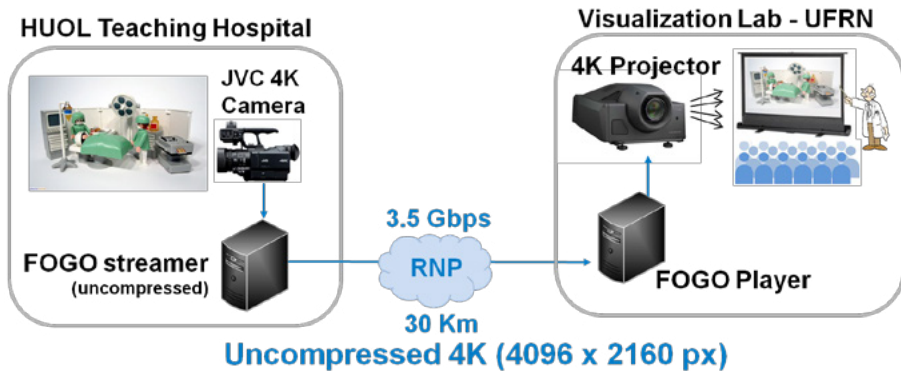 HUOL Teaching Hospital
JVC 4K
Camera
FOGO streamer
(uncompressed)
3.5 Gbps
RNP
30 Km
Visualization Lab - UFRN
4K Projector
FOGO Player
Uncompressed 4K (4096 x 2160 px)